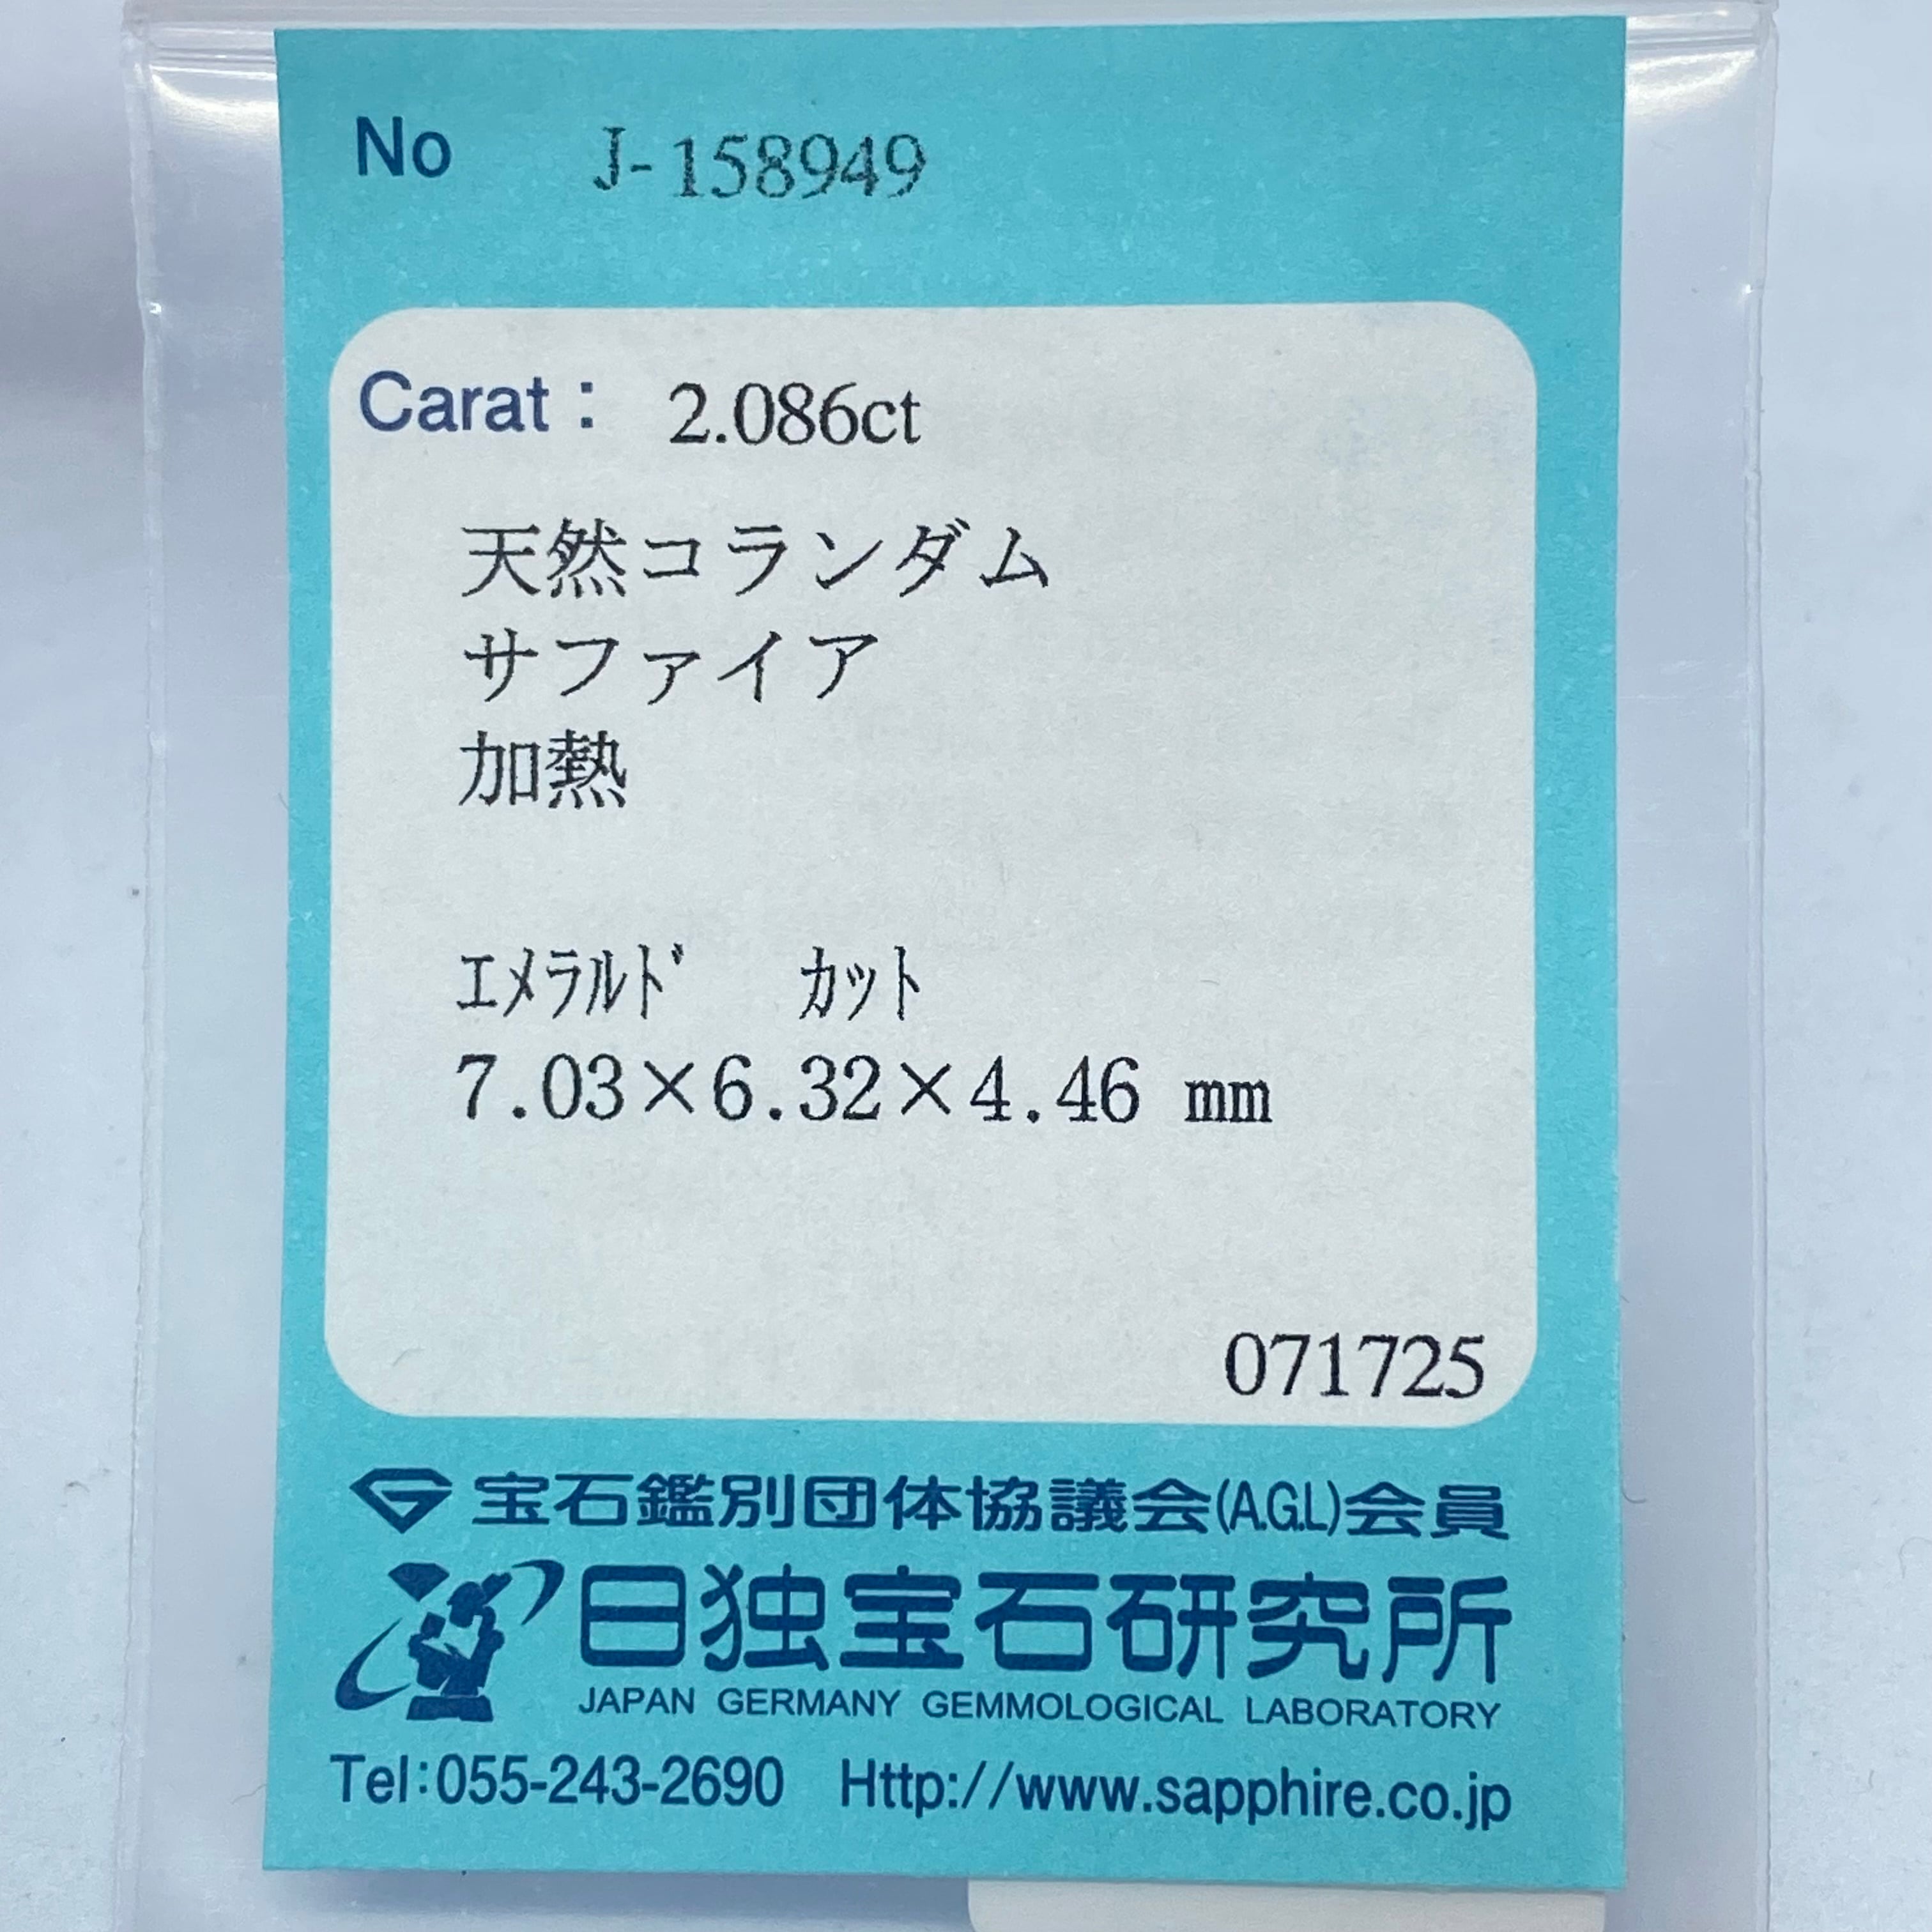 No J-158949
Carat: 2.086ct
天然コランダム
サファイア
加熱
ｴﾒﾗﾙﾄﾞ ｶｯﾄ
7.03×6.32×4.46 mm
071725
宝石鑑別団体協議会(A.G.L)会員
日独宝石研究所
JAPAN GERMANY GEMMOLOGICAL LABORATORY
Tel:055-243-2690 Http://www.sapphire.co.jp